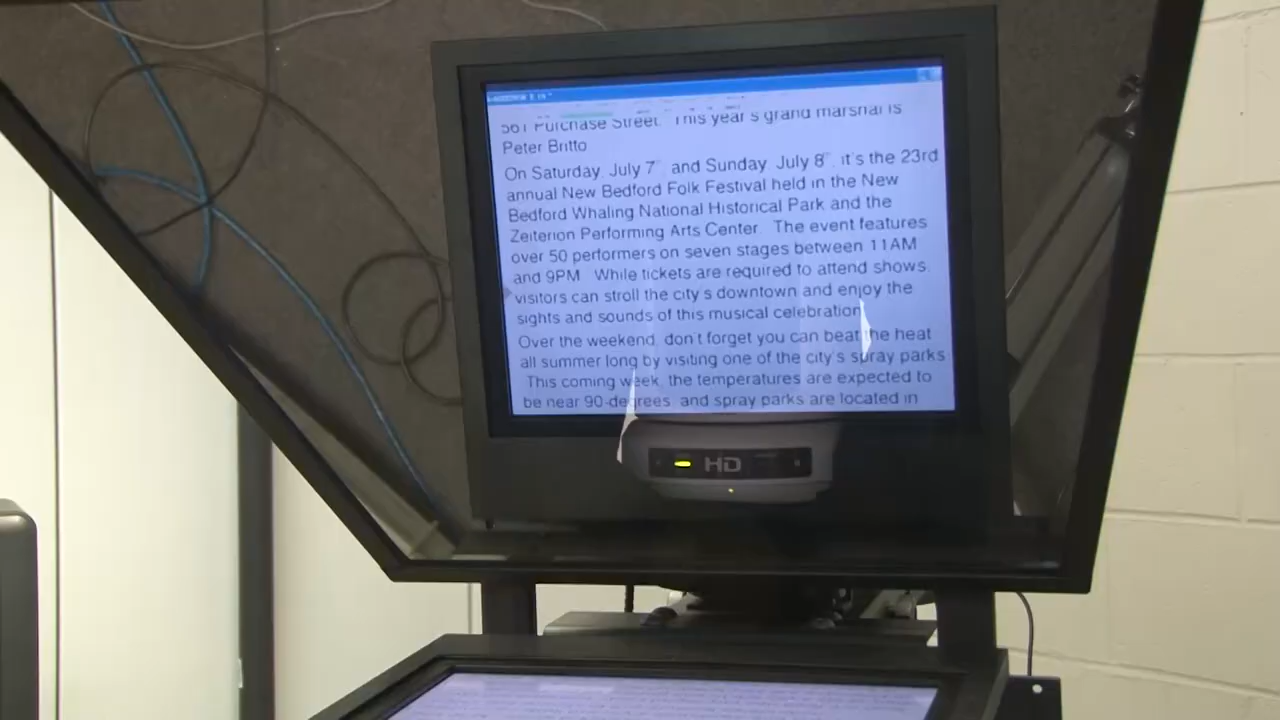 561 Purchase Street. This year's grand marshal is
Peter Britto
On Saturday, July 7th, and Sunday, July 8th, it's the 23rd
annual New Bedford Folk Festival held in the New
Bedford Whaling National Historical Park and the
Zeiterion Performing Arts Center. The event features
over 50 performers on seven stages between 11AM
and 9PM. While tickets are required to attend shows,
visitors can stroll the city's downtown and enjoy the
sights and sounds of this musical celebration.
Over the weekend, don't forget you can beat the heat
all summer long by visiting one of the city's spray parks.
This coming week, the temperatures are expected to
be near 90-degrees, and spray parks are located in
HD